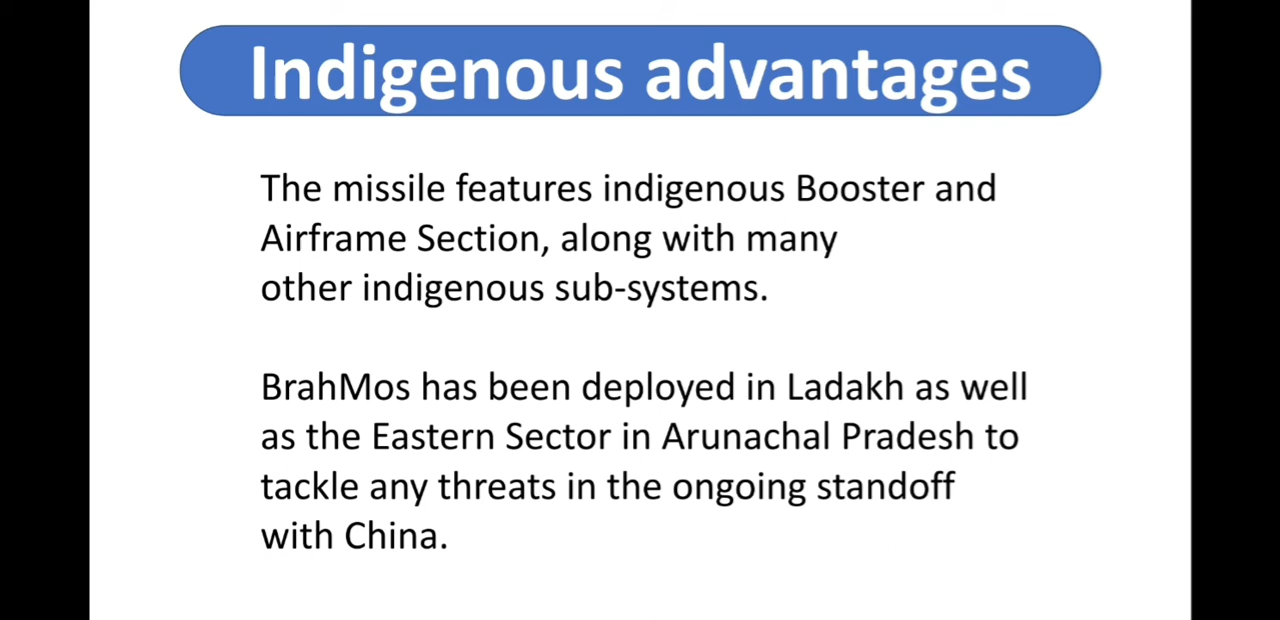 Indigenous advantages
The missile features indigenous Booster and
Airframe Section, along with many
other indigenous sub-systems.
BrahMos has been deployed in Ladakh as well
as the Eastern Sector in Arunachal Pradesh to
tackle any threats in the ongoing standoff
with China.